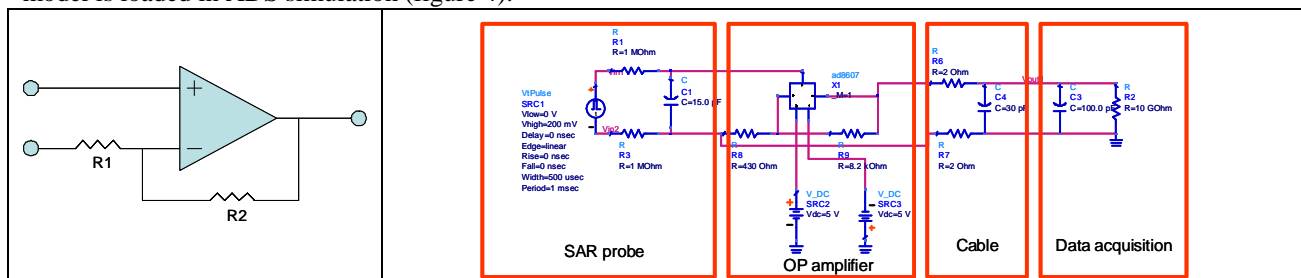 model is loaded in ADS simulation (figure 4).
+
−
R1
R2
R
R1
R=1 MOhm
C
C1
C=15.0 pF
VtPulse
SRC1
Vlow=0 V
Vhigh=200 mV
Delay=0 nsec
Edge=linear
Rise=0 nsec
Fall=0 nsec
Width=500 usec
Period=1 msec
Vin2
R
R3
R=1 MOhm
SAR probe
ad8607
X1
_M=1
R
R8
R=430 Ohm
R
R9
R=8.2 kOhm
V_DC
SRC2
Vdc=5 V
V_DC
SRC3
Vdc=5 V
OP amplifier
R
R6
R=2 Ohm
C
C4
C=30 pF
R
R7
R=2 Ohm
Cable
C
C3
C=100.0 pF
R
R2
R=10 GOhm
Data acquisition